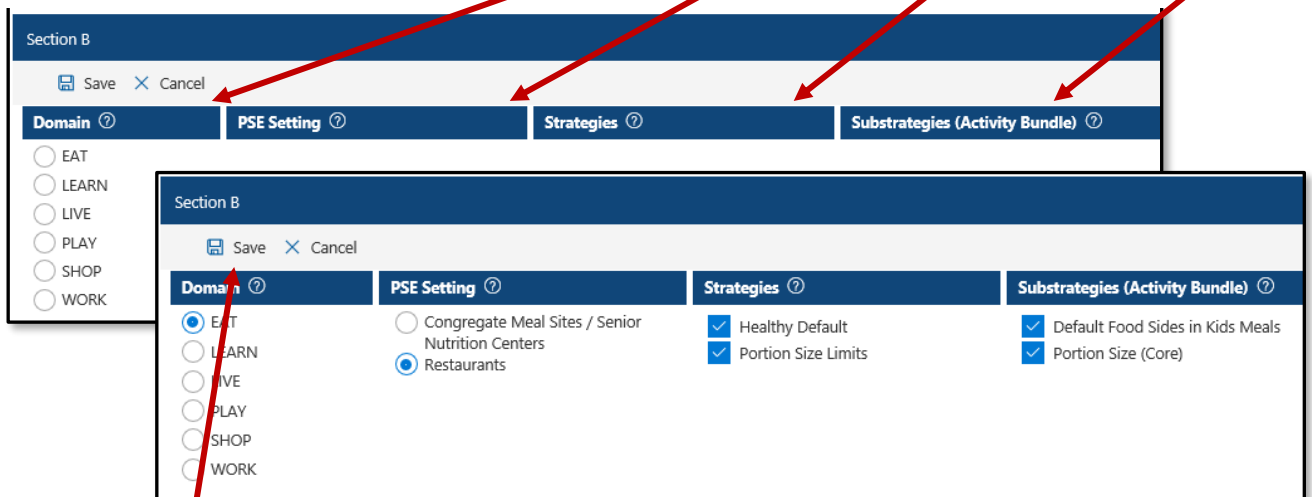 Section B
Save Cancel
Domain PSE Setting Strategies Substrategies (Activity Bundle)
EAT
LEARN
LIVE
PLAY
SHOP
WORK
Section B
Save Cancel
Domain PSE Setting Strategies Substrategies (Activity Bundle)
EAT Congregate Meal Sites / Senior Healthy Default Default Food Sides in Kids Meals
LEARN Nutrition Centers Portion Size Limits Portion Size (Core)
LIVE Restaurants
PLAY
SHOP
WORK